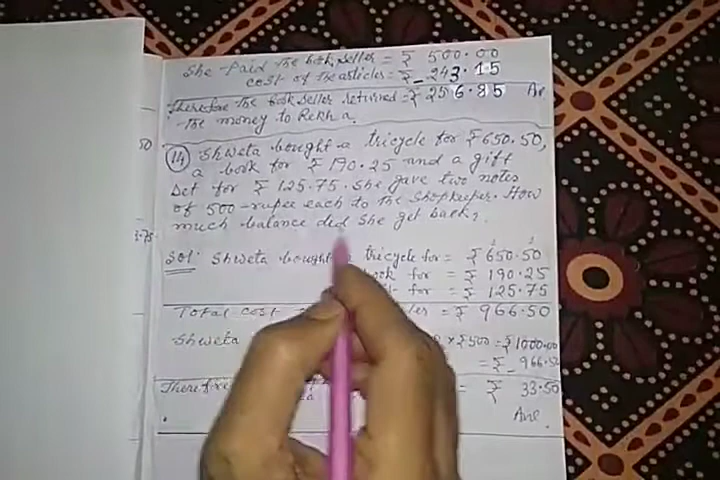 She Paid the book seller = ₹ 500.00
cost of the articles = ₹ - 243.15
Therefore the book seller returned = ₹ 256.85 Ans
the money to Rekha.
14 Shweta bought a tricycle for ₹ 650.50,
a book for ₹ 190.25 and a gift
set for ₹ 125.75. She gave two notes
of 500-rupee each to the shopkeeper. How
much balance did she get back?
50
3.75
Sol: Shweta bought a tricycle for = ₹ 650.50
book for = ₹ 190.25
for = ₹ 125.75
Total cost = ₹ 966.50
Shweta × ₹500 = ₹ 1000.00
= ₹ - 966.50
Therefore = ₹ 33.50
Ans.